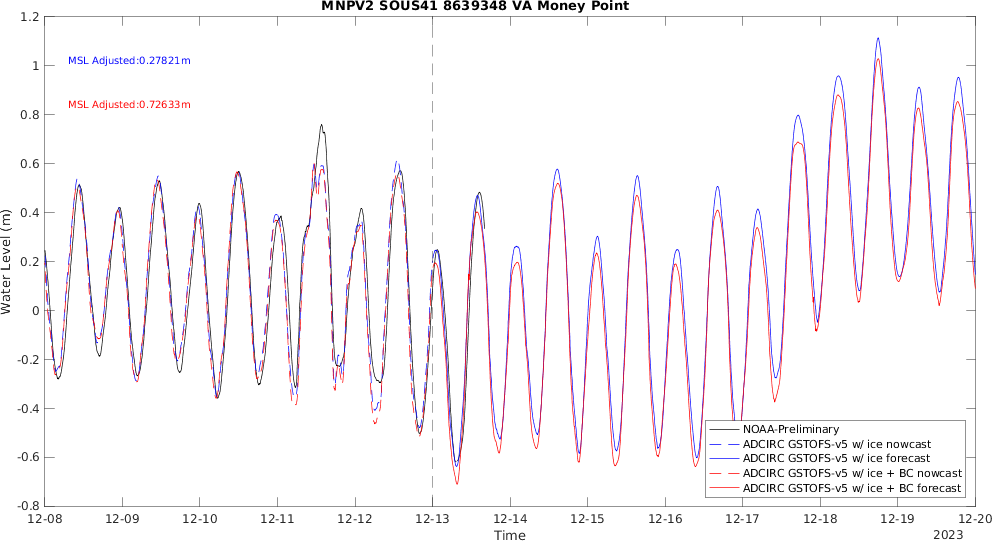 MNPV2 SOUS41 8639348 VA Money Point
1.2
1
0.8
0.6
0.4
0.2
0
-0.2
-0.4
-0.6
-0.8
Water Level (m)
MSL Adjusted:0.27821m
MSL Adjusted:0.72633m
NOAA-Preliminary
ADCIRC GSTOFS-v5 w/ ice nowcast
ADCIRC GSTOFS-v5 w/ ice forecast
ADCIRC GSTOFS-v5 w/ ice + BC nowcast
ADCIRC GSTOFS-v5 w/ ice + BC forecast
12-08 12-09 12-10 12-11 12-12 12-13 12-14 12-15 12-16 12-17 12-18 12-19 12-20
Time
2023